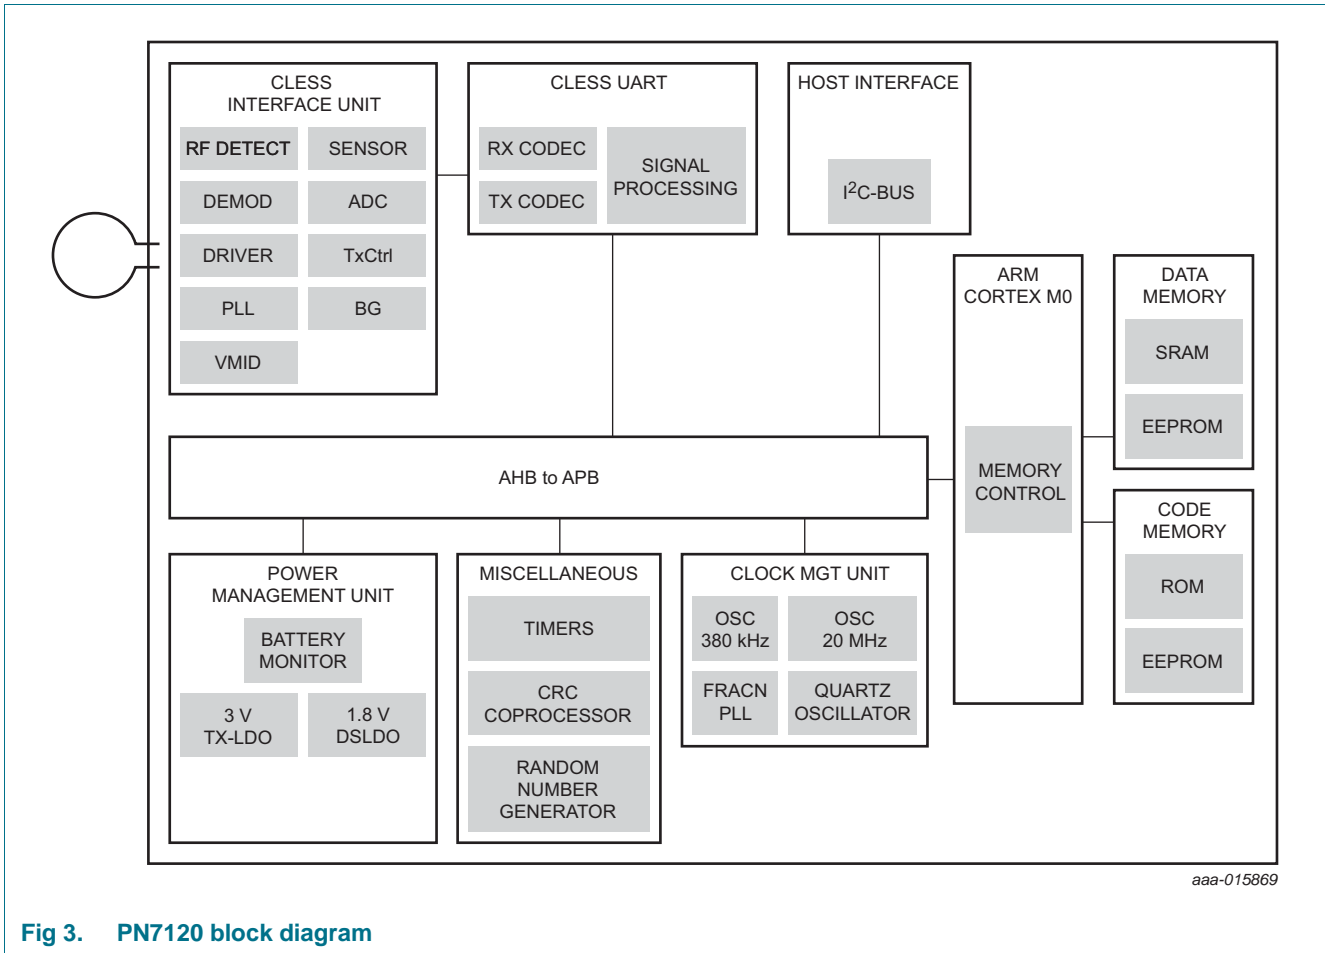 CLESS
INTERFACE UNIT
RF DETECT
SENSOR
DEMOD
ADC
DRIVER
TxCtrl
PLL
BG
VMID
CLESS UART
RX CODEC
TX CODEC
SIGNAL
PROCESSING
HOST INTERFACE
I2C-BUS
ARM
CORTEX M0
MEMORY
CONTROL
DATA
MEMORY
SRAM
EEPROM
CODE
MEMORY
ROM
EEPROM
AHB to APB
POWER
MANAGEMENT UNIT
BATTERY
MONITOR
3 V
TX-LDO
1.8 V
DSLDO
MISCELLANEOUS
TIMERS
CRC
COPROCESSOR
RANDOM
NUMBER
GENERATOR
CLOCK MGT UNIT
OSC
380 kHz
OSC
20 MHz
FRACN
PLL
QUARTZ
OSCILLATOR
aaa-015869
Fig 3. PN7120 block diagram